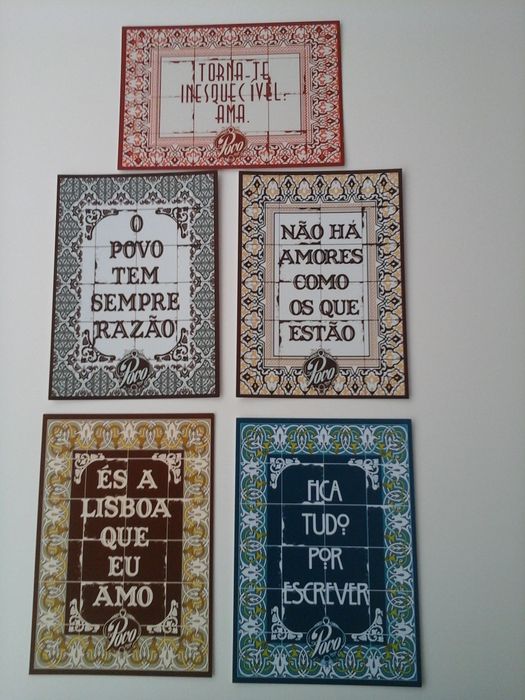 TORNA-TE
INESQUECÍVEL:
AMA.
Povo
O
POVO
TEM
SEMPRE
RAZÃO
Povo
NÃO HÁ
AMORES
COMO
OS QUE
ESTÃO
Povo
ÉS A
LISBOA
QUE
EU
AMO
Povo
FICA
TUDO
POR
ESCREVER
Povo